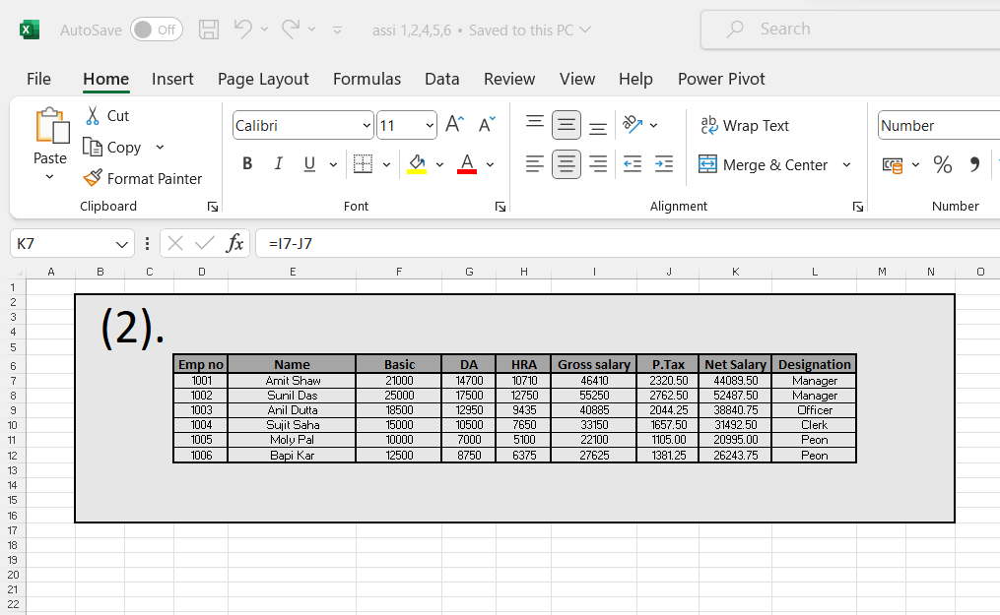 AutoSave Off assi 1,2,4,5,6 • Saved to this PC Search
File Home Insert Page Layout Formulas Data Review View Help Power Pivot
Paste Cut Copy Format Painter Calibri 11 B I U A A A ab Wrap Text Merge & Center Number % 9
Clipboard Font Alignment Number
K7 fx =I7-J7
A B C D E F G H I J K L M N O
1
2
3
4
5
(2).
6 Emp no Name Basic DA HRA Gross salary P.Tax Net Salary Designation
7 1001 Amit Shaw 21000 14700 10710 46410 2320.50 44089.50 Manager
8 1002 Sunil Das 25000 17500 12750 55250 2762.50 52487.50 Manager
9 1003 Anil Dutta 18500 12950 9435 40885 2044.25 38840.75 Officer
10 1004 Sujit Saha 15000 10500 7650 33150 1657.50 31492.50 Clerk
11 1005 Moly Pal 10000 7000 5100 22100 1105.00 20995.00 Peon
12 1006 Bapi Kar 12500 8750 6375 27625 1381.25 26243.75 Peon
13
14
15
16
17
18
19
20
21
22